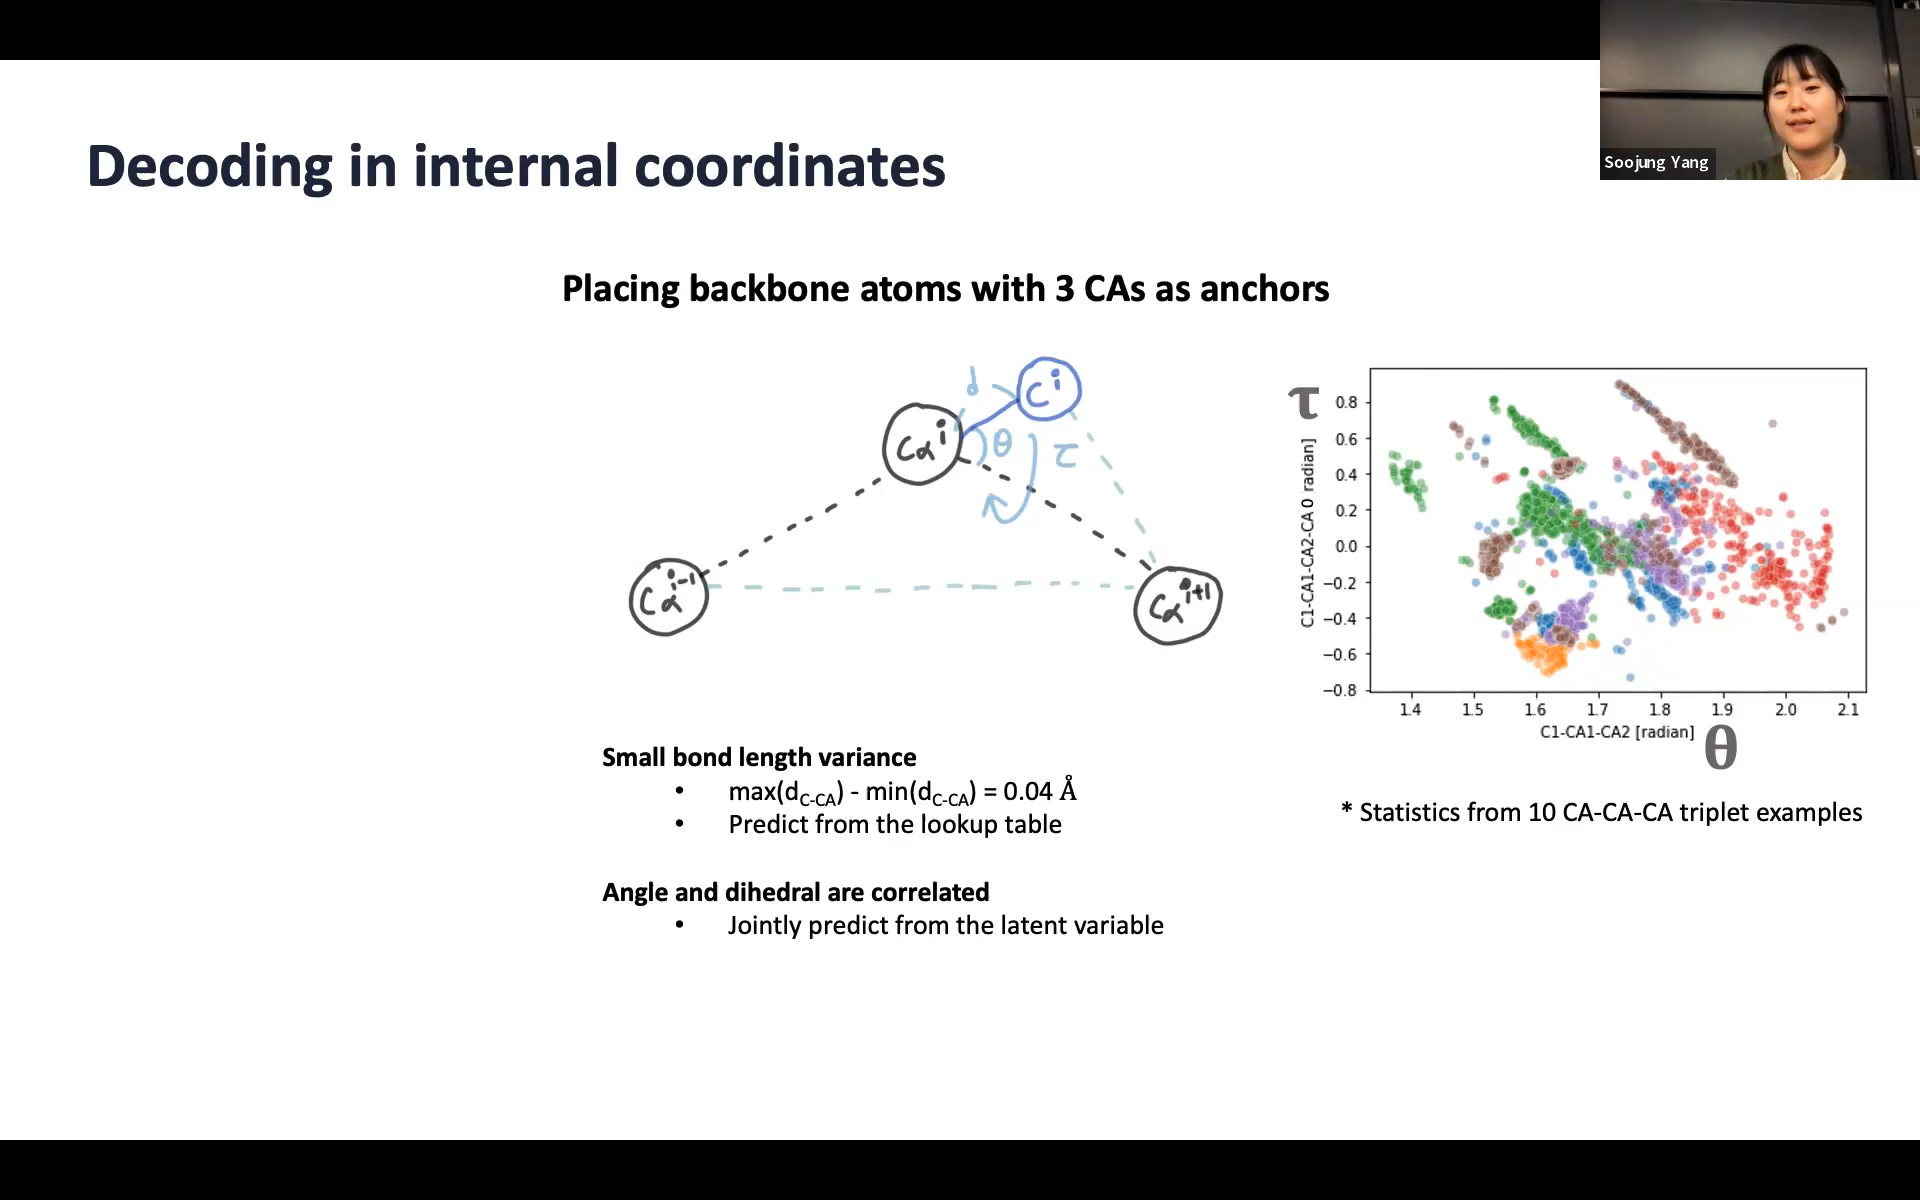 Soojung Yang
Decoding in internal coordinates
Placing backbone atoms with 3 CAs as anchors
d
C i
Cα i
θ
τ
Cα i-1
Cα i+1
τ
C1-CA1-CA2-CA0 radian]
0.8
0.6
0.4
0.2
0.0
−0.2
−0.4
−0.6
−0.8
1.4 1.5 1.6 1.7 1.8 1.9 2.0 2.1
C1-CA1-CA2 [radian]
θ
* Statistics from 10 CA-CA-CA triplet examples
Small bond length variance
• max(dC-CA) - min(dC-CA) = 0.04 Å
• Predict from the lookup table
Angle and dihedral are correlated
• Jointly predict from the latent variable